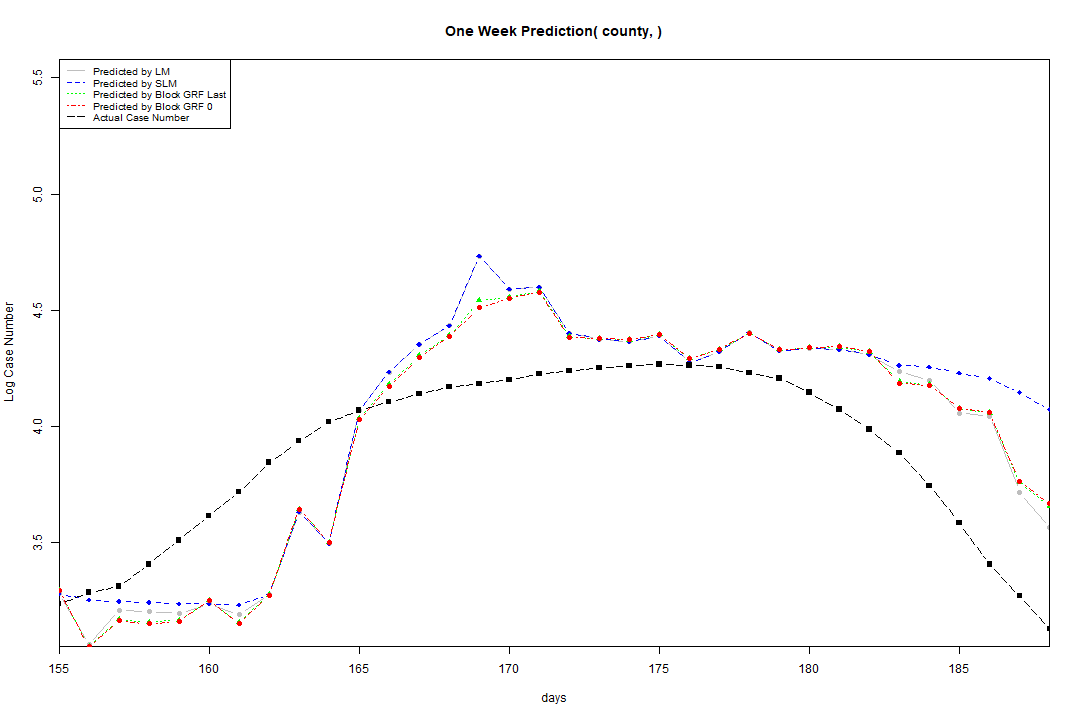 One Week Prediction( county, )
Predicted by LM
Predicted by SLM
Predicted by Block GRF Last
Predicted by Block GRF 0
Actual Case Number
5.5
5.0
4.5
4.0
3.5
Log Case Number
155 160 165 170 175 180 185
days